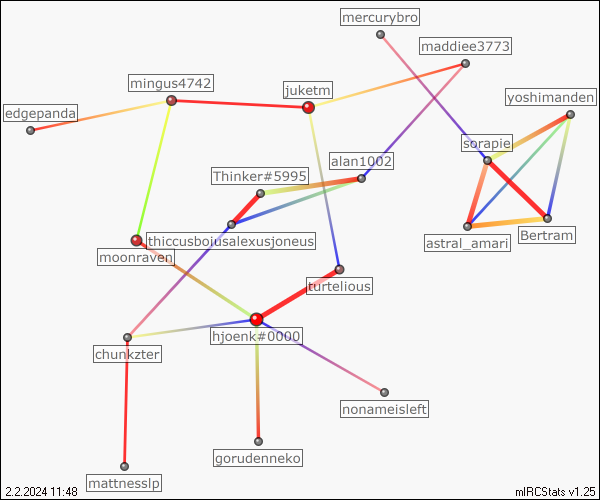 mercurybro
maddiee3773
mingus4742
juketm
yoshimanden
edgepanda
sorapie
alan1002
Thinker#5995
thiccusboiusalexusjoneus
Bertram
astral_amari
moonraven
turtelious
hjoenk#0000
chunkzter
nonameisleft
gorudenneko
mattnesslp
2.2.2024 11:48
mIRCStats v1.25